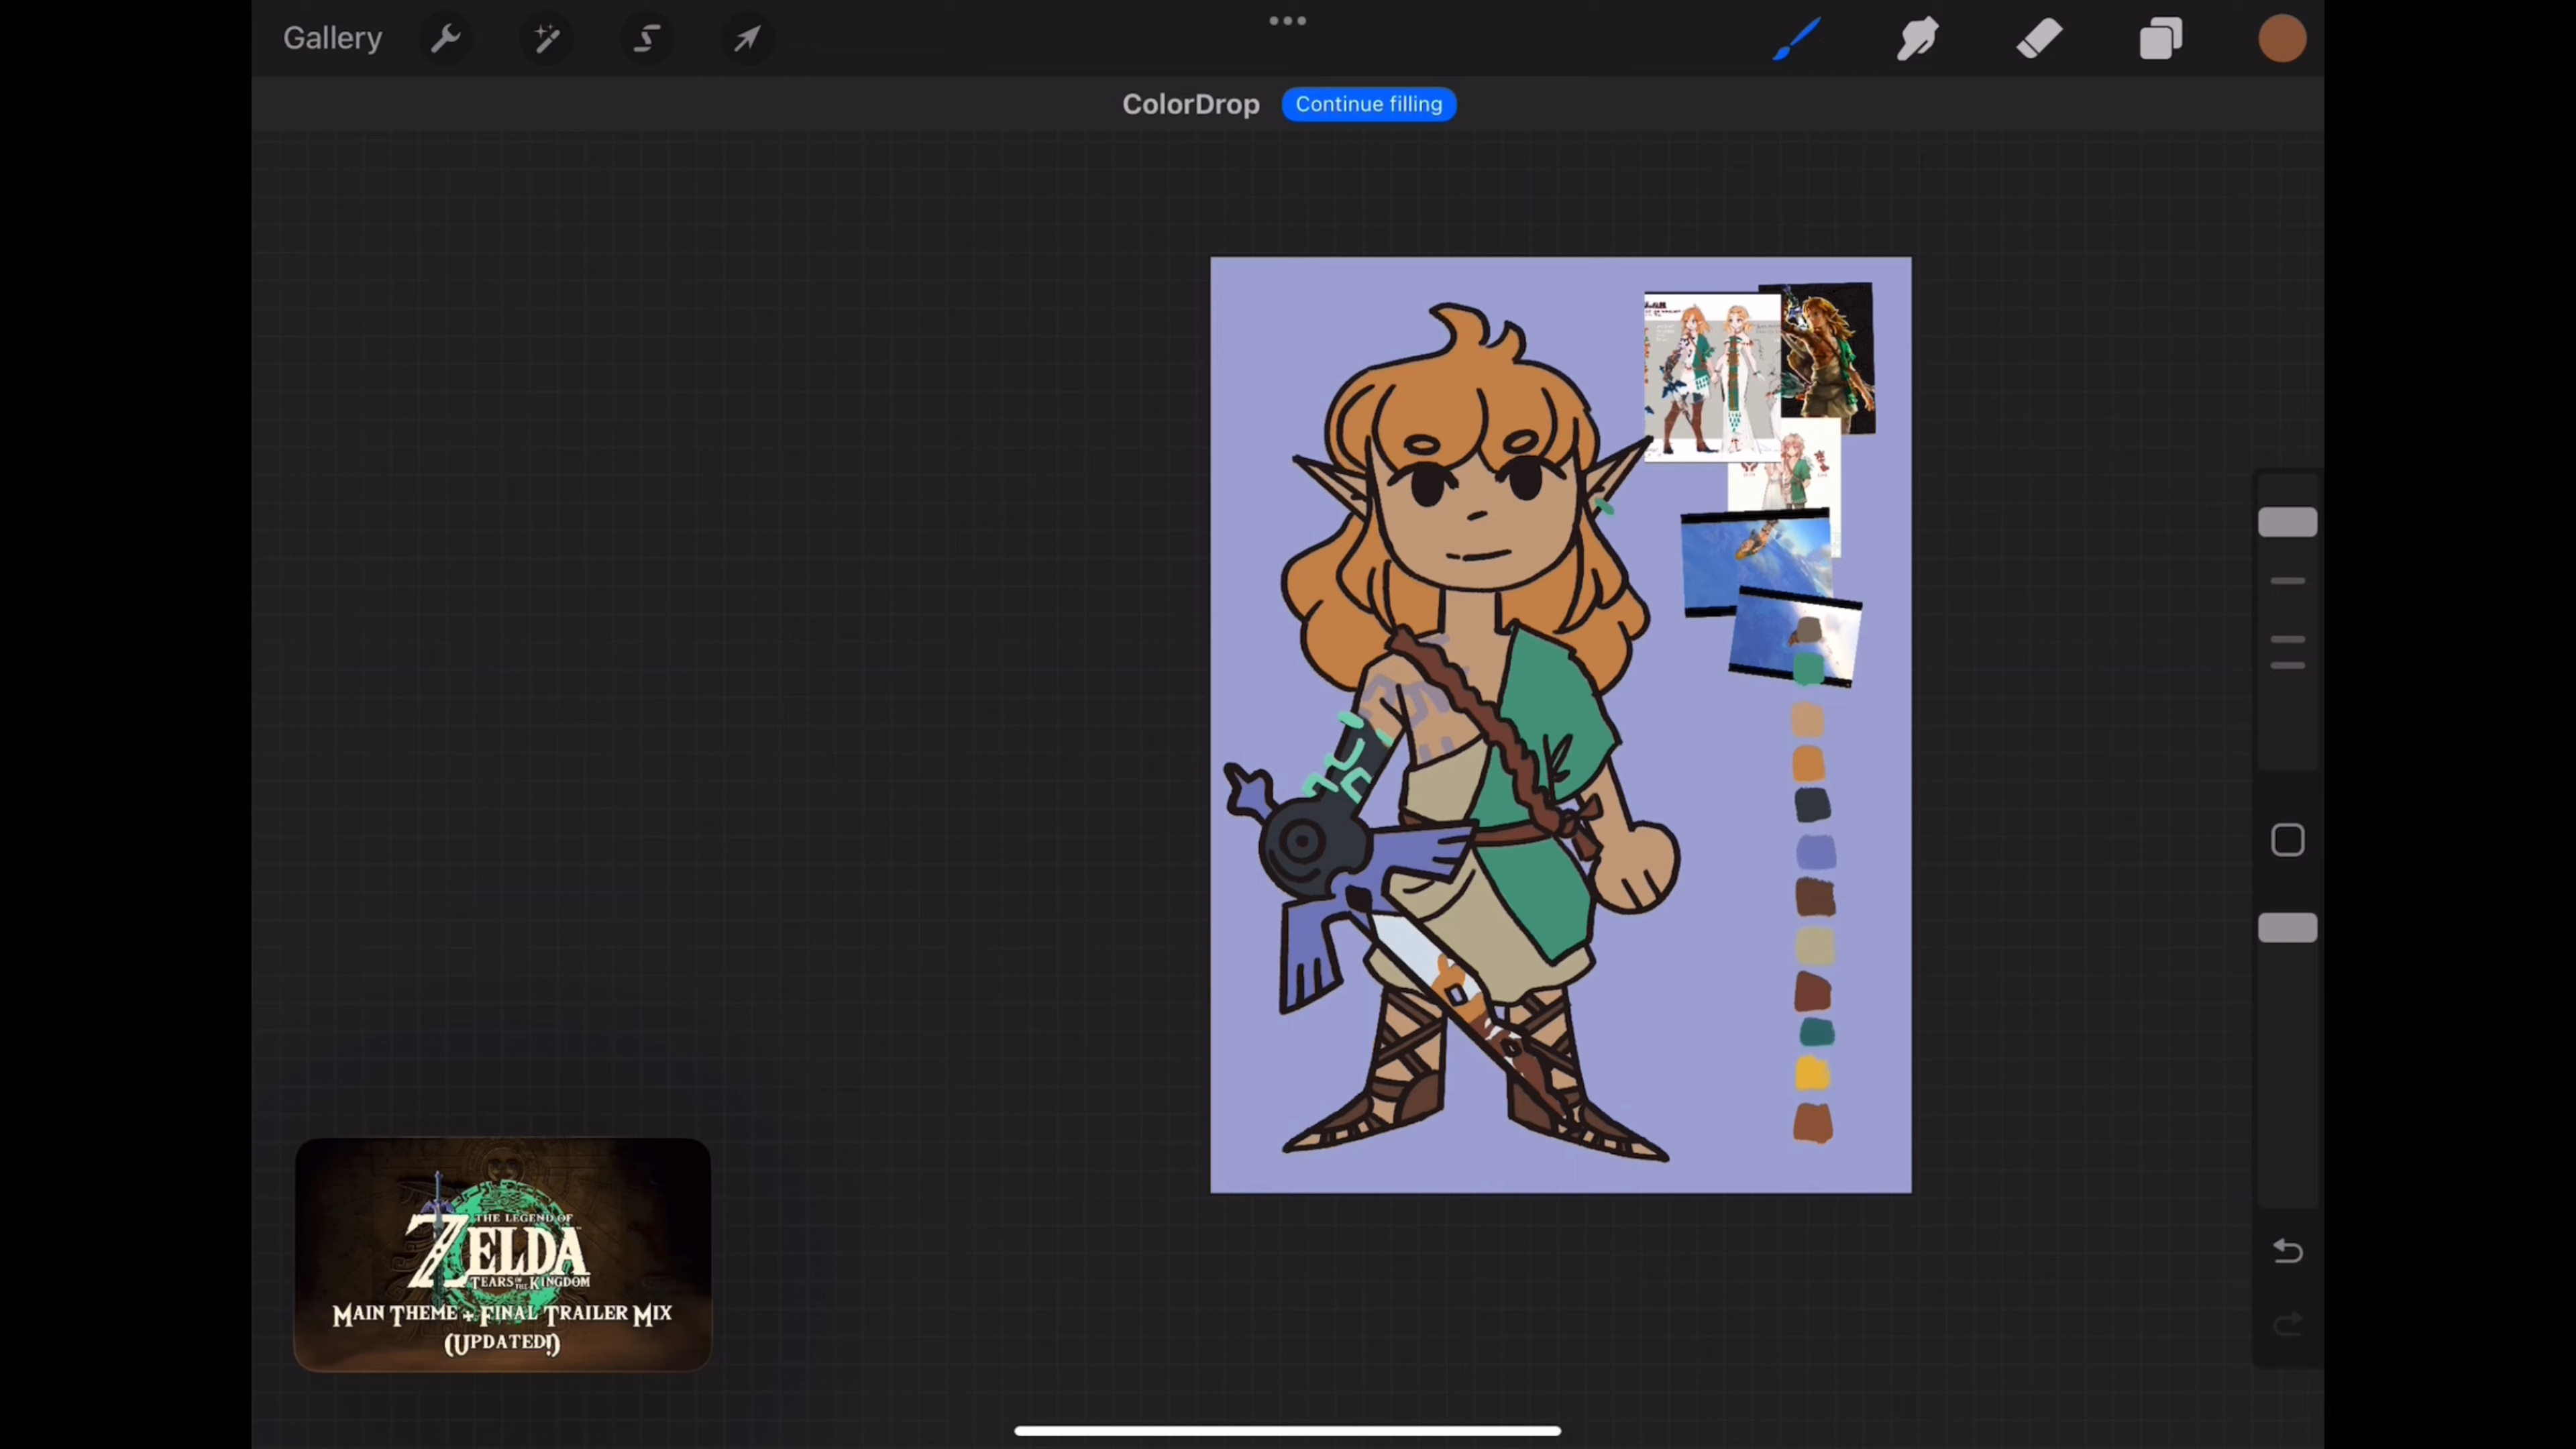 Gallery
ColorDrop
Continue filling
THE LEGEND OF
ZELDA
TEARS OF THE KINGDOM
MAIN THEME + FINAL TRAILER MIX
(UPDATED!)